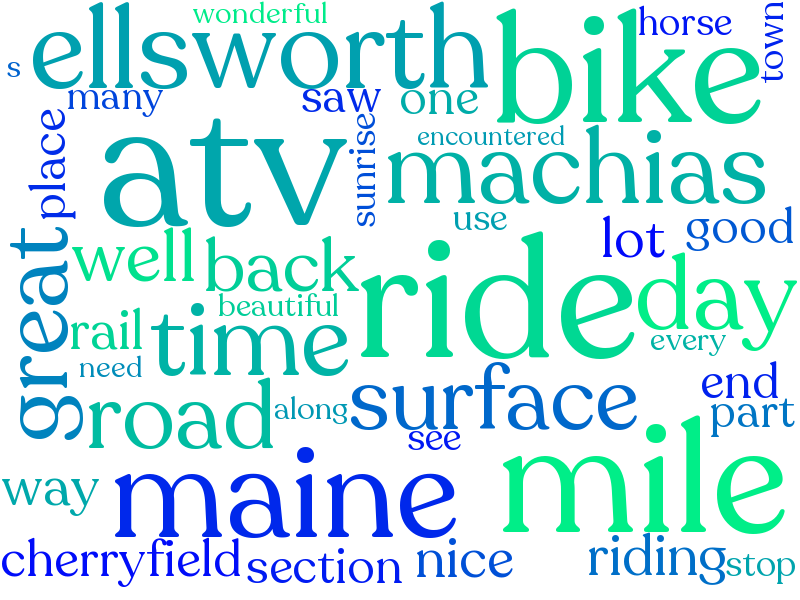 wonderful
horse
town
s
ellsworth
bike
many
saw
one
place
atv
sunrise
encountered
machias
use
lot
good
great
well
back
ride
day
rail
time
beautiful
every
need
road
along
surface
end
part
see
way
maine
mile
cherryfield
section
nice
riding
stop